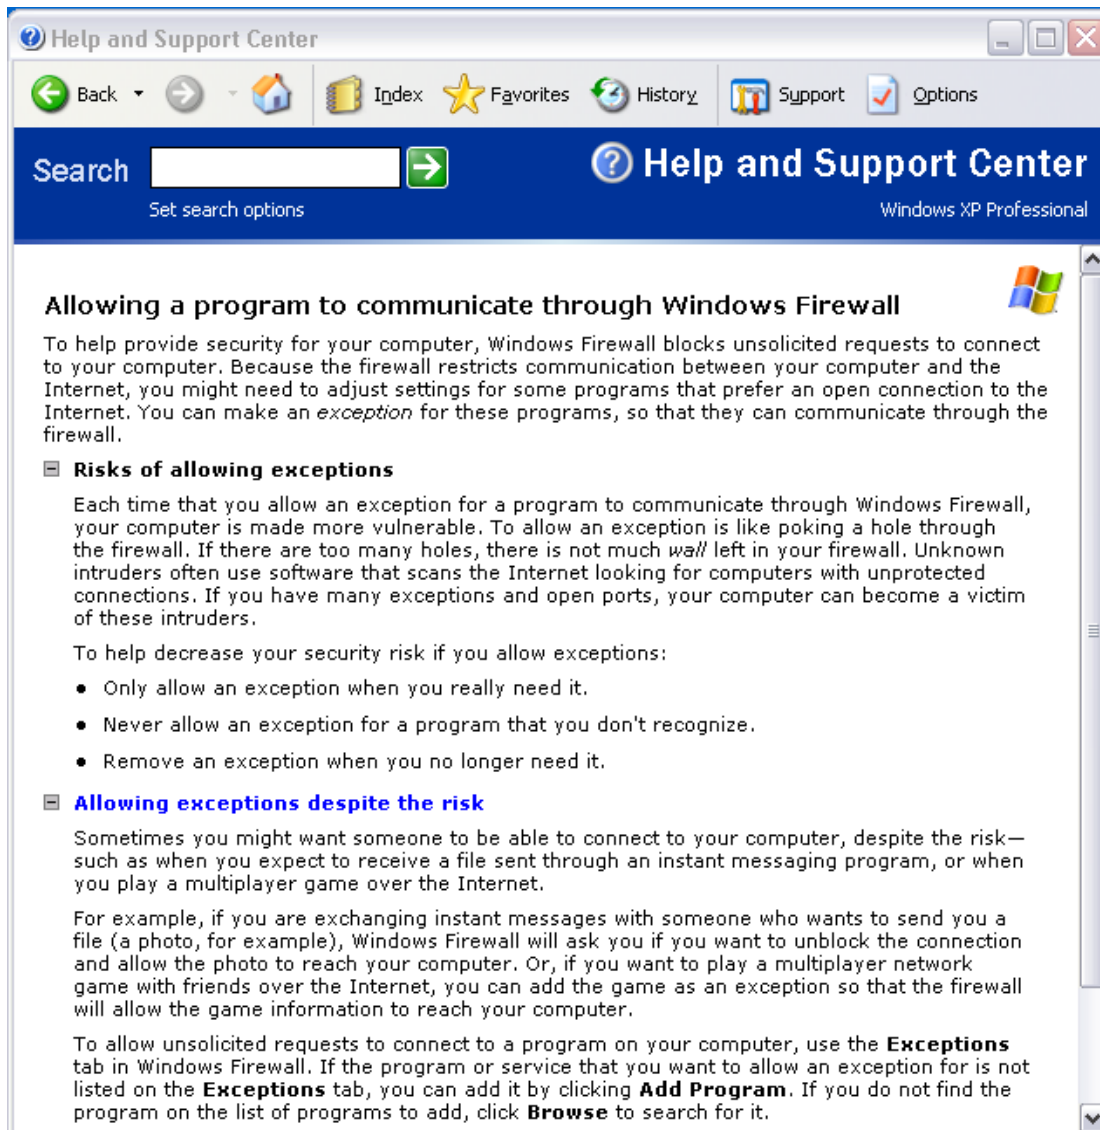 Help and Support Center
Back
Index
Favorites
History
Support
Options
Search
Help and Support Center
Set search options
Windows XP Professional
Allowing a program to communicate through Windows Firewall
To help provide security for your computer, Windows Firewall blocks unsolicited requests to connect
to your computer. Because the firewall restricts communication between your computer and the
Internet, you might need to adjust settings for some programs that prefer an open connection to the
Internet. You can make an exception for these programs, so that they can communicate through the
firewall.
Risks of allowing exceptions
Each time that you allow an exception for a program to communicate through Windows Firewall,
your computer is made more vulnerable. To allow an exception is like poking a hole through
the firewall. If there are too many holes, there is not much wall left in your firewall. Unknown
intruders often use software that scans the Internet looking for computers with unprotected
connections. If you have many exceptions and open ports, your computer can become a victim
of these intruders.
To help decrease your security risk if you allow exceptions:
• Only allow an exception when you really need it.
• Never allow an exception for a program that you don't recognize.
• Remove an exception when you no longer need it.
Allowing exceptions despite the risk
Sometimes you might want someone to be able to connect to your computer, despite the risk—
such as when you expect to receive a file sent through an instant messaging program, or when
you play a multiplayer game over the Internet.
For example, if you are exchanging instant messages with someone who wants to send you a
file (a photo, for example), Windows Firewall will ask you if you want to unblock the connection
and allow the photo to reach your computer. Or, if you want to play a multiplayer network
game with friends over the Internet, you can add the game as an exception so that the firewall
will allow the game information to reach your computer.
To allow unsolicited requests to connect to a program on your computer, use the Exceptions
tab in Windows Firewall. If the program or service that you want to allow an exception for is not
listed on the Exceptions tab, you can add it by clicking Add Program. If you do not find the
program on the list of programs to add, click Browse to search for it.